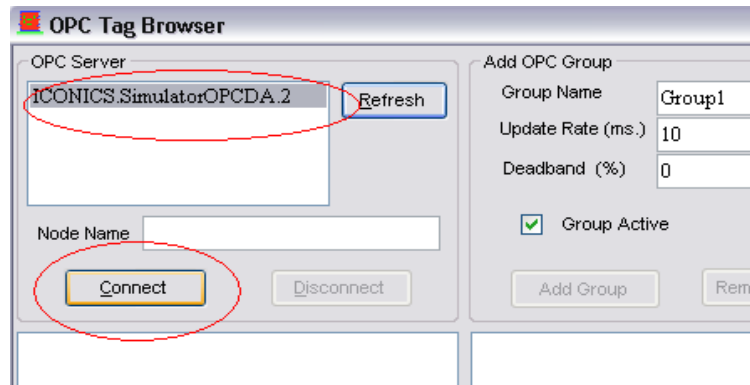 OPC Tag Browser
OPC Server
ICONICS.SimulatorOPCDA.2
Refresh
Node Name
Connect
Disconnect
Add OPC Group
Group Name
Group1
Update Rate (ms.)
10
Deadband (%)
0
Group Active
Add Group
Rem